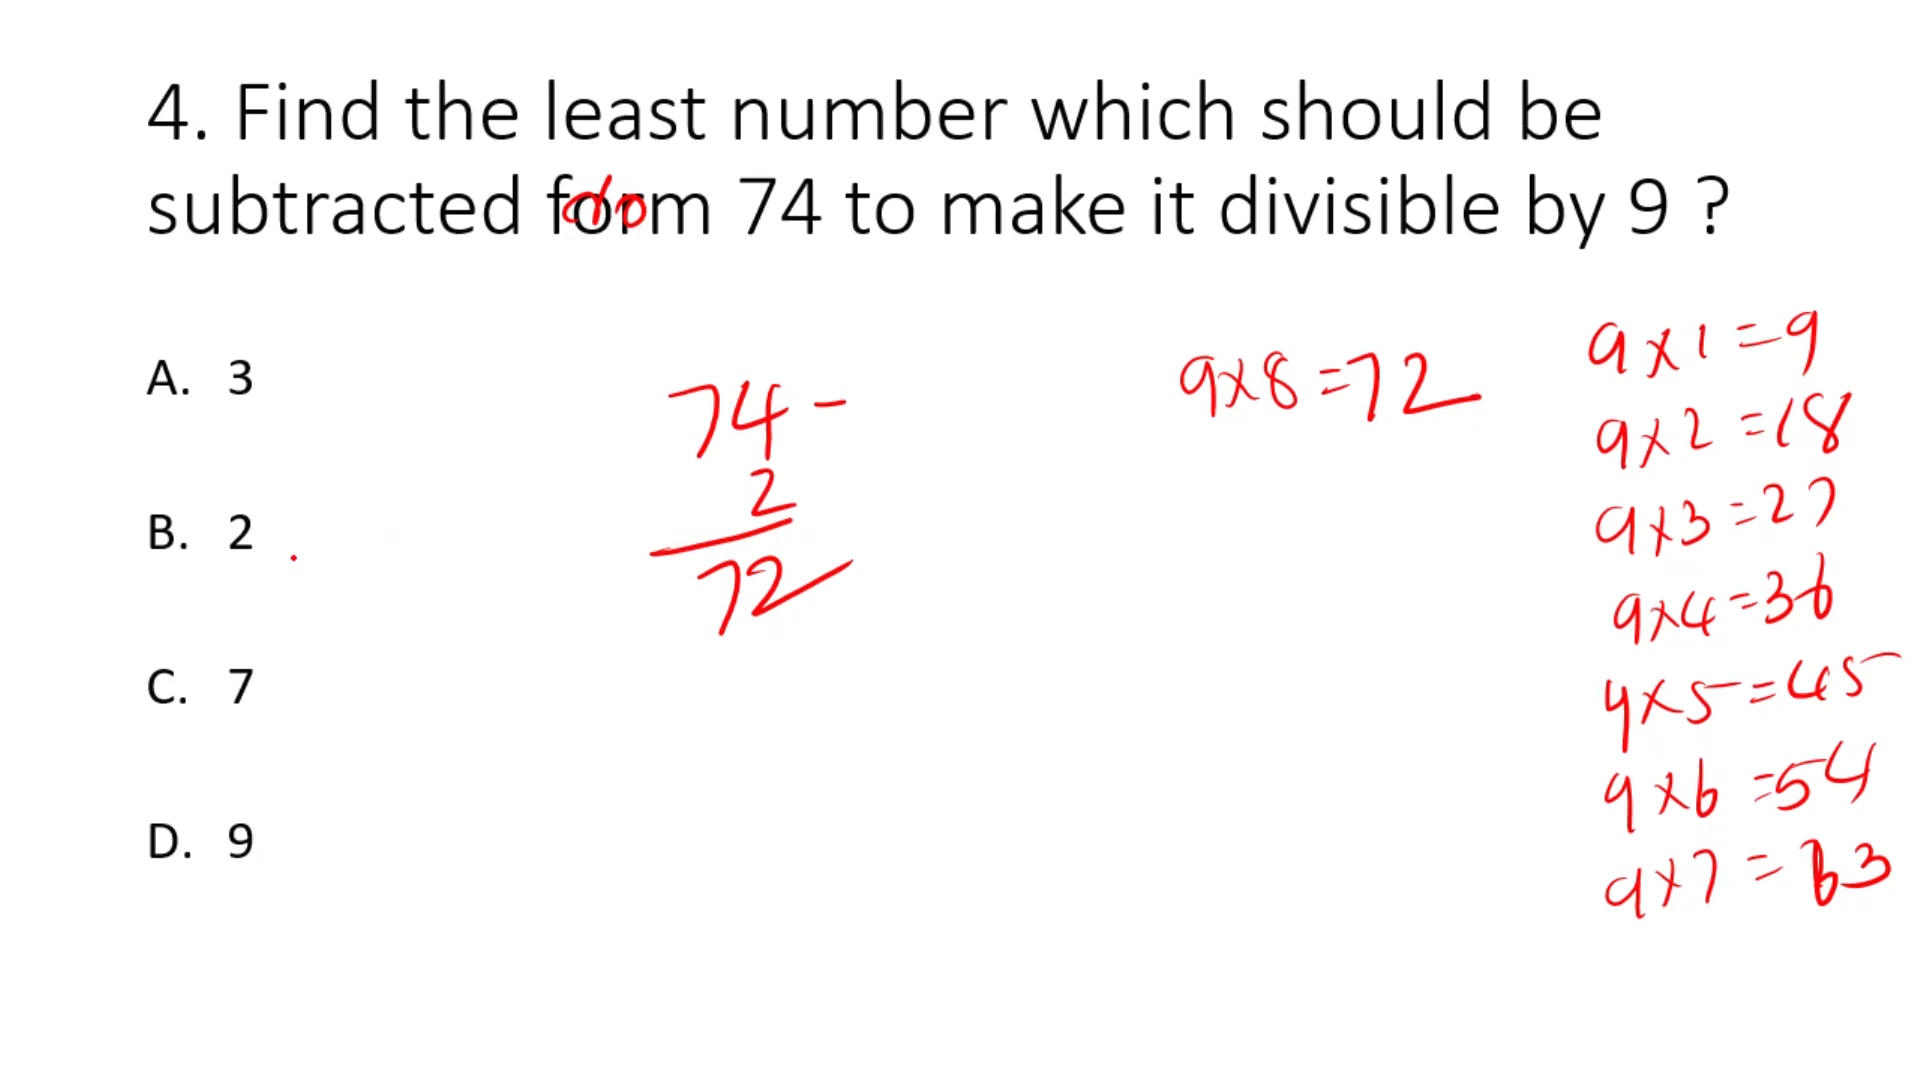 4. Find the least number which should be
subtracted form 74 to make it divisible by 9 ?
A. 3
B. 2
C. 7
D. 9
74 -
2
72
9x8=72
9x1=9
9x2=18
9x3=27
9x4=36
9x5=45
9x6=54
9x7=63